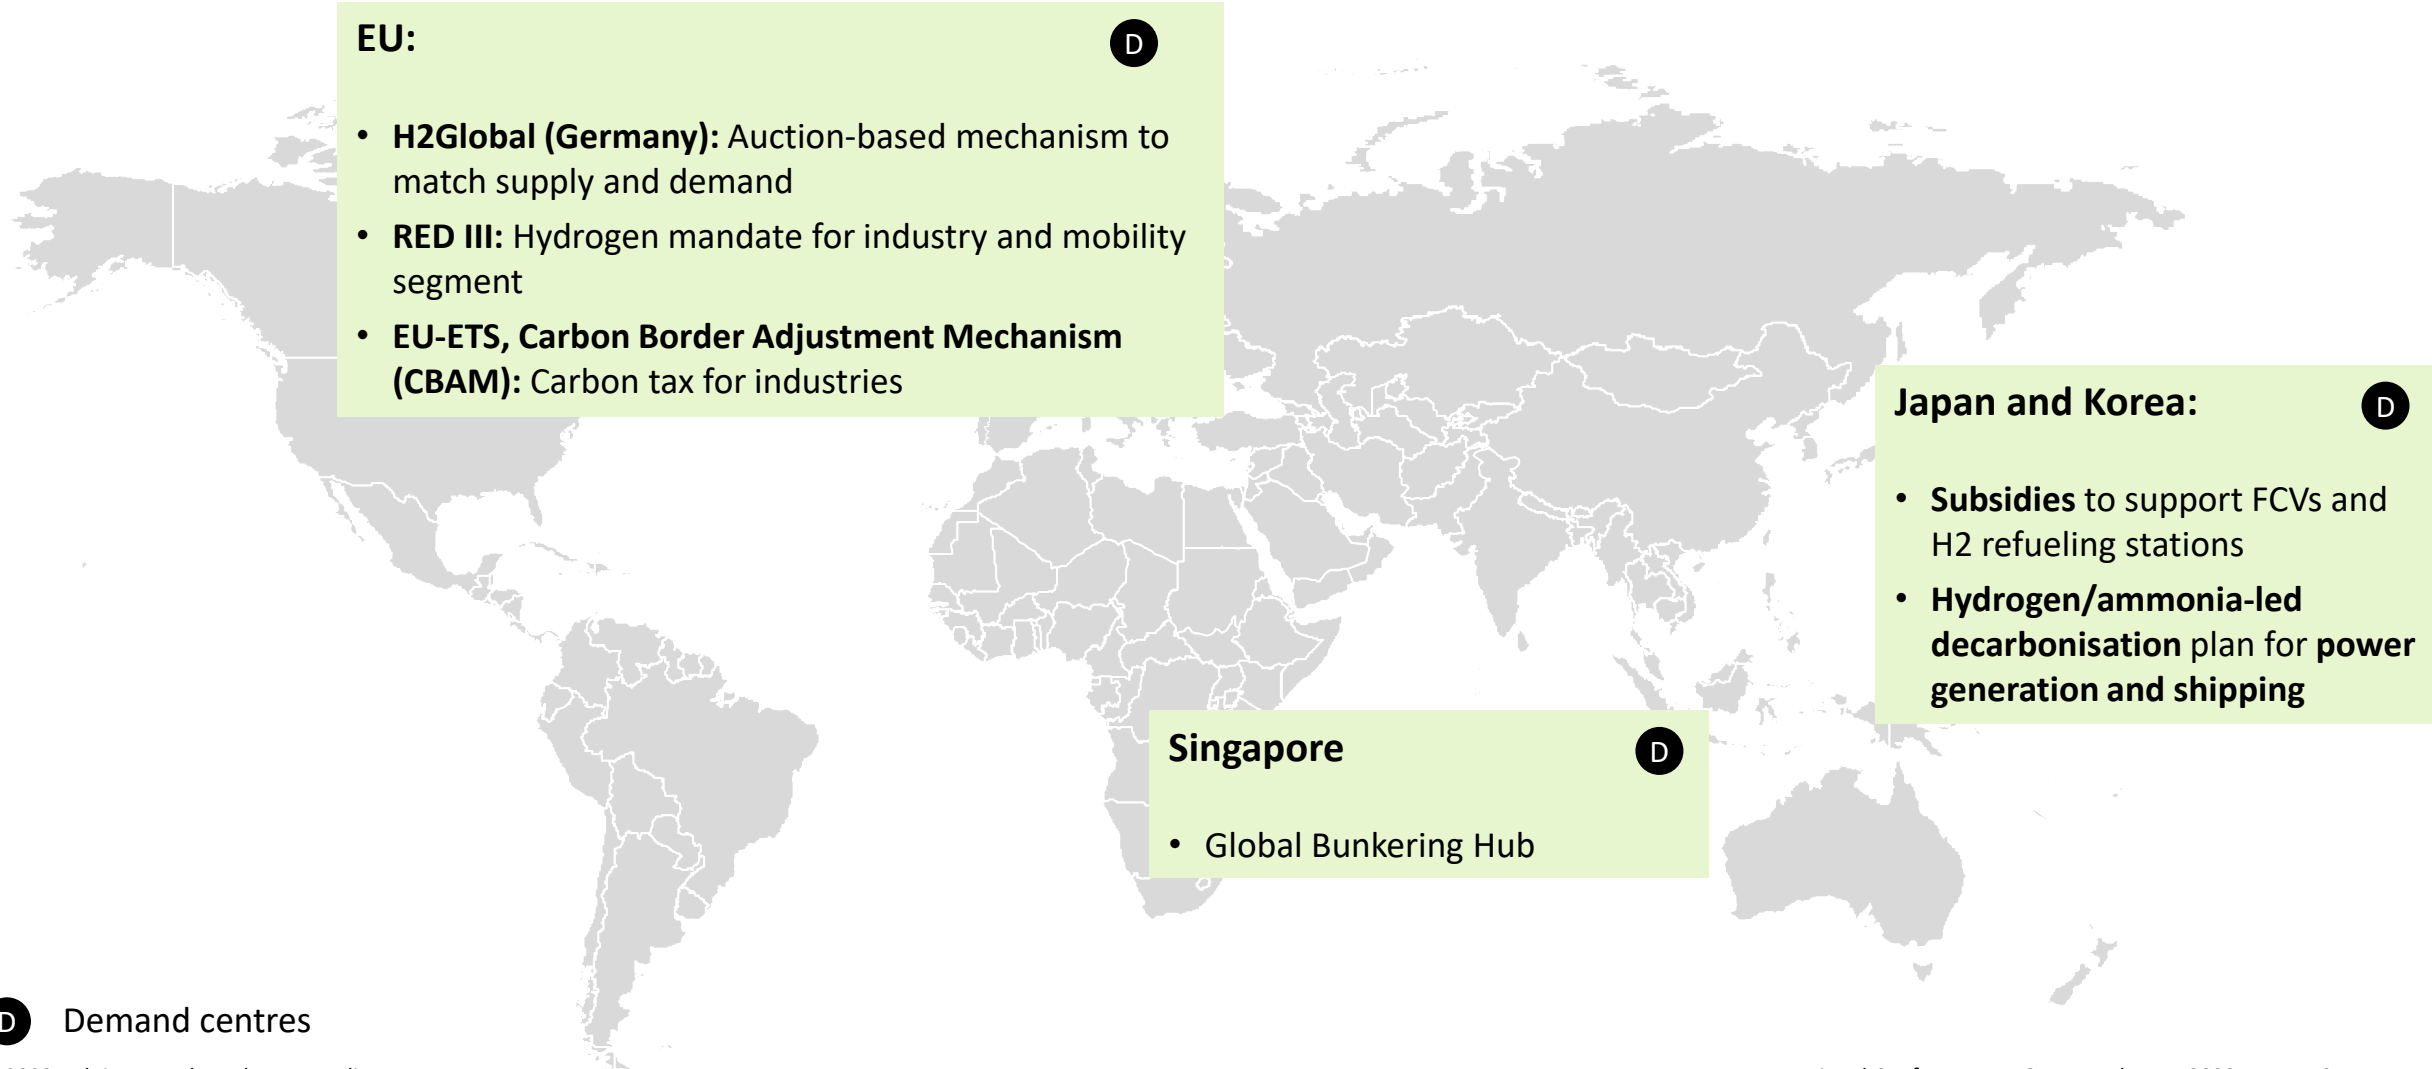 EU:
D
• H2Global (Germany): Auction-based mechanism to
match supply and demand
• RED III: Hydrogen mandate for industry and mobility
segment
• EU-ETS, Carbon Border Adjustment Mechanism
(CBAM): Carbon tax for industries
Japan and Korea:
D
• Subsidies to support FCVs and
H2 refueling stations
• Hydrogen/ammonia-led
decarbonisation plan for power
generation and shipping
Singapore
D
• Global Bunkering Hub
D Demand centres